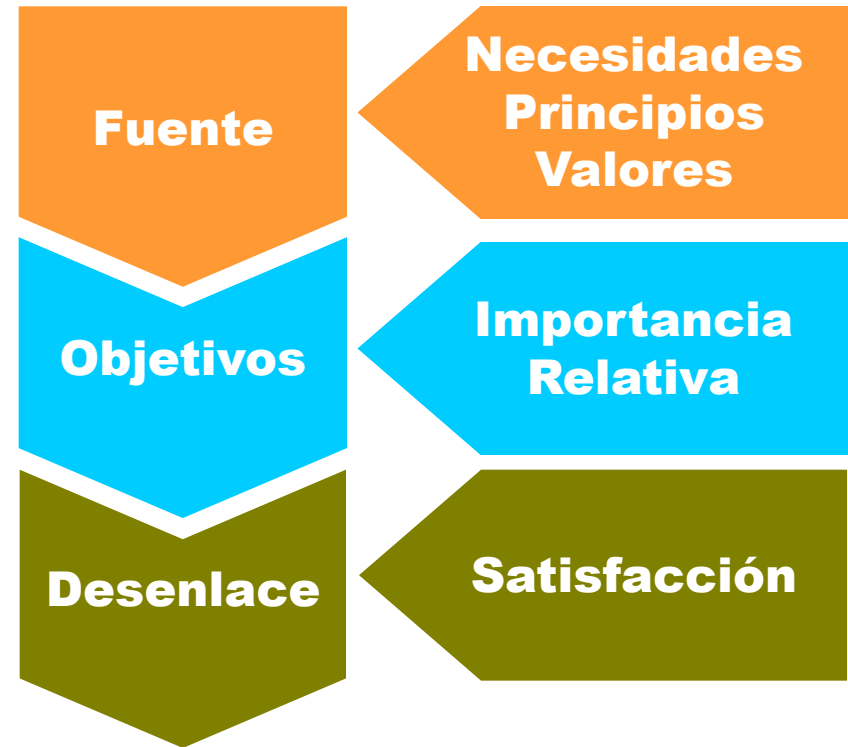 Fuente
Necesidades
Principios
Valores
Objetivos
Importancia
Relativa
Desenlace
Satisfacción